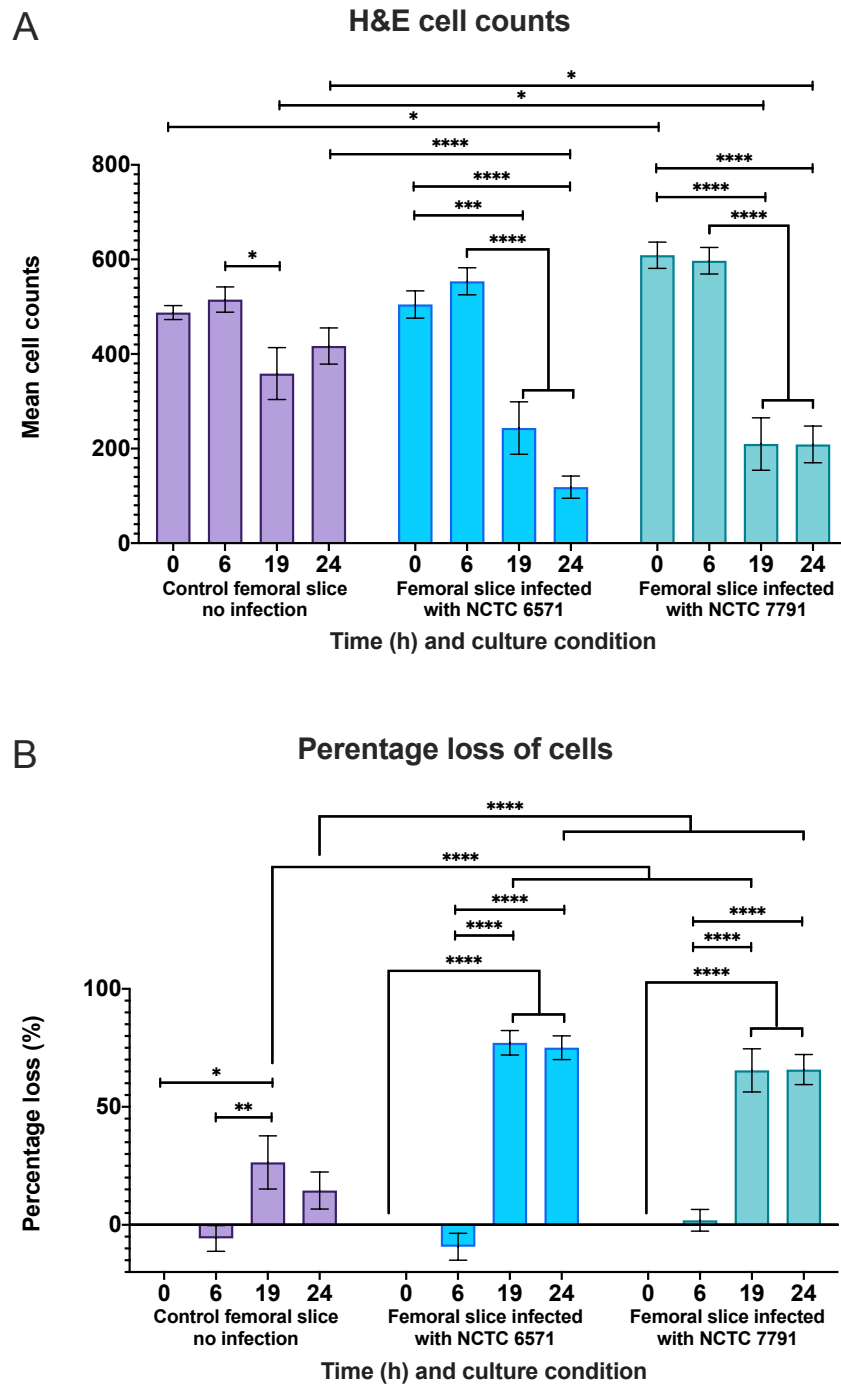 A
H&E cell counts
*
*
*
****
****
****
***
****
*
****
****
800
600
400
200
0
Mean cell counts
0 6 19 24 0 6 19 24 0 6 19 24
Control femoral slice no infection
Femoral slice infected with NCTC 6571
Femoral slice infected with NCTC 7791
Time (h) and culture condition
B
Perentage loss of cells
****
****
****
****
****
****
****
****
*
**
100
50
0
Percentage loss (%)
0 6 19 24 0 6 19 24 0 6 19 24
Control femoral slice no infection
Femoral slice infected with NCTC 6571
Femoral slice infected with NCTC 7791
Time (h) and culture condition